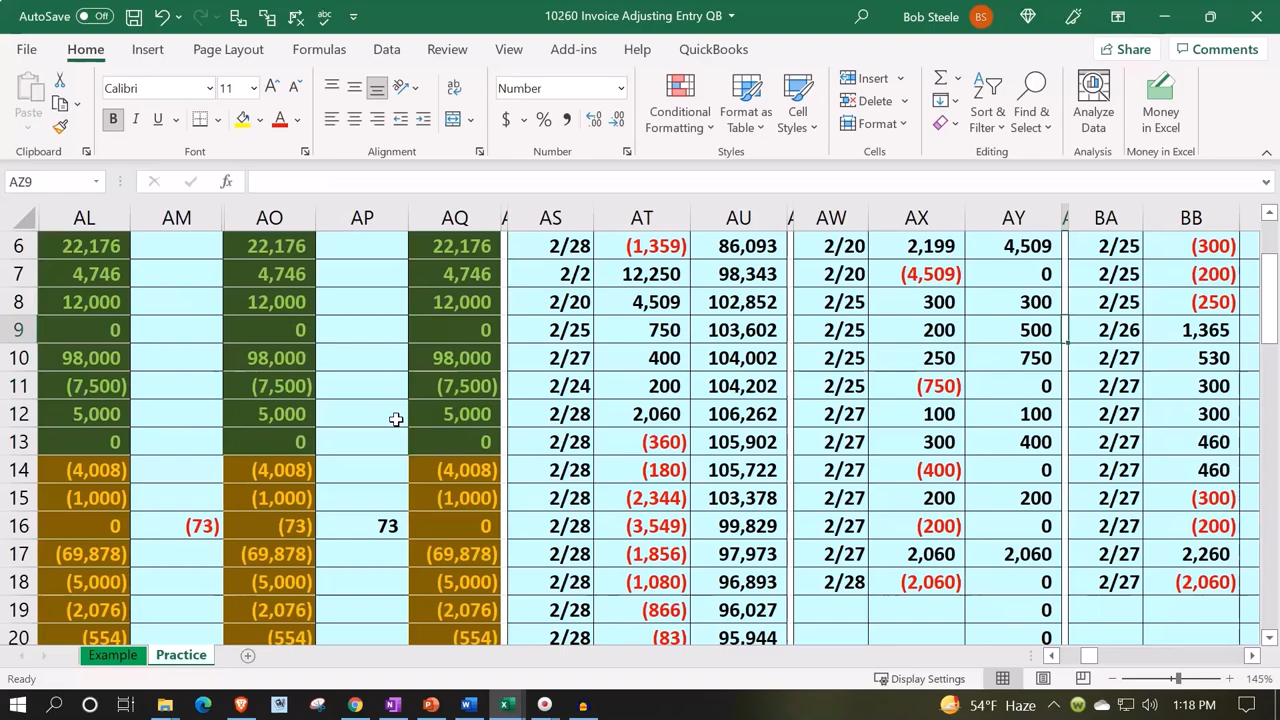 AutoSave Off 10260 Invoice Adjusting Entry QB Bob Steele BS
File Home Insert Page Layout Formulas Data Review View Add-ins Help QuickBooks Share Comments
Paste Calibri 11 Number Conditional Formatting Format as Table Cell Styles Insert Delete Format Sort & Filter Find & Select Analyze Data Money in Excel
Clipboard Font Alignment Number Styles Cells Editing Analysis Money in Excel
AZ9 fx
AL AM AO AP AQ AS AT AU AW AX AY BA BB
6 22,176 22,176 22,176 2/28 (1,359) 86,093 2/20 2,199 4,509 2/25 (300)
7 4,746 4,746 4,746 2/2 12,250 98,343 2/20 (4,509) 0 2/25 (200)
8 12,000 12,000 12,000 2/20 4,509 102,852 2/25 300 300 2/25 (250)
9 0 0 0 2/25 750 103,602 2/25 200 500 2/26 1,365
10 98,000 98,000 98,000 2/27 400 104,002 2/25 250 750 2/27 530
11 (7,500) (7,500) (7,500) 2/24 200 104,202 2/25 (750) 0 2/27 300
12 5,000 5,000 5,000 2/28 2,060 106,262 2/27 100 100 2/27 300
13 0 0 0 2/28 (360) 105,902 2/27 300 400 2/27 460
14 (4,008) (4,008) (4,008) 2/28 (180) 105,722 2/27 (400) 0 2/27 460
15 (1,000) (1,000) (1,000) 2/28 (2,344) 103,378 2/27 200 200 2/27 (300)
16 0 (73) (73) 73 0 2/28 (3,549) 99,829 2/27 (200) 0 2/27 (200)
17 (69,878) (69,878) (69,878) 2/28 (1,856) 97,973 2/27 2,060 2,060 2/27 2,260
18 (5,000) (5,000) (5,000) 2/28 (1,080) 96,893 2/28 (2,060) 0 2/27 (2,060)
19 (2,076) (2,076) (2,076) 2/28 (866) 96,027 0
20 (554) (554) (554) 2/28 (83) 95,944 0
Example Practice
Ready Display Settings 145%
54°F Haze 1:18 PM